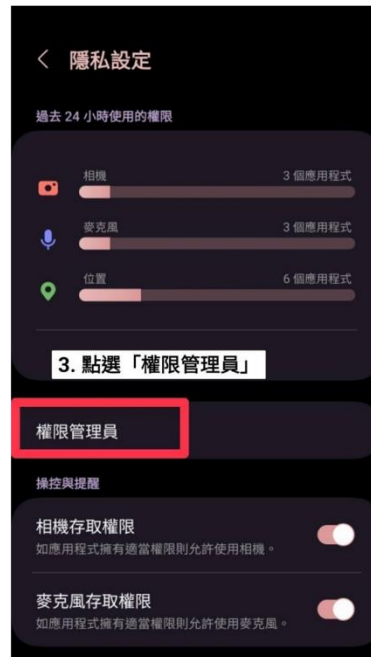 隱私設定
過去 24 小時使用的權限
相機 3 個應用程式
麥克風 3 個應用程式
位置 6 個應用程式
3. 點選「權限管理員」
權限管理員
操控與提醒
相機存取權限
如應用程式擁有適當權限則允許使用相機。
麥克風存取權限
如應用程式擁有適當權限則允許使用麥克風。